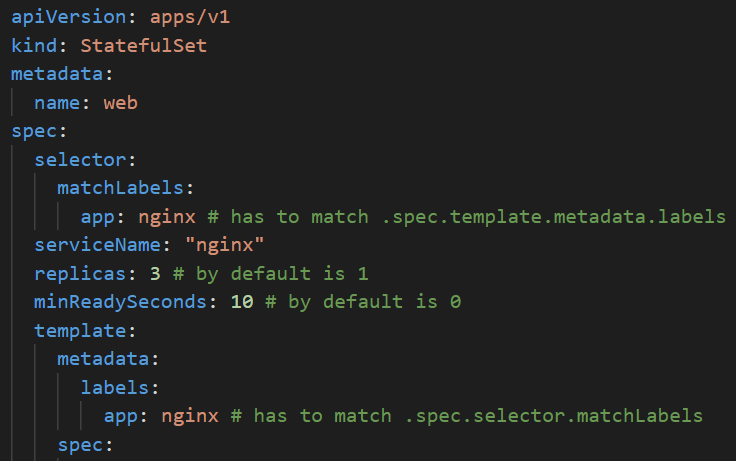 apiVersion: apps/v1
kind: StatefulSet
metadata:
  name: web
spec:
  selector:
    matchLabels:
      app: nginx # has to match .spec.template.metadata.labels
  serviceName: "nginx"
  replicas: 3 # by default is 1
  minReadySeconds: 10 # by default is 0
  template:
    metadata:
      labels:
        app: nginx # has to match .spec.selector.matchLabels
    spec: